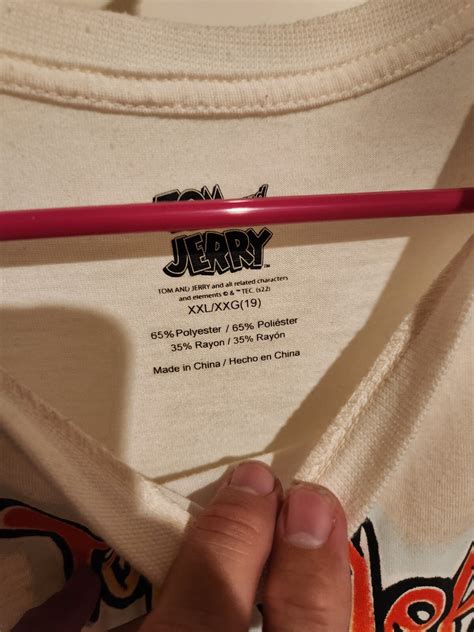 TOM and
JERRY™
TOM AND JERRY and all related characters
and elements © & ™ TEC. (s22)
XXL/XXG(19)
65% Polyester / 65% Poliéster
35% Rayon / 35% Rayón
Made in China / Hecho en China